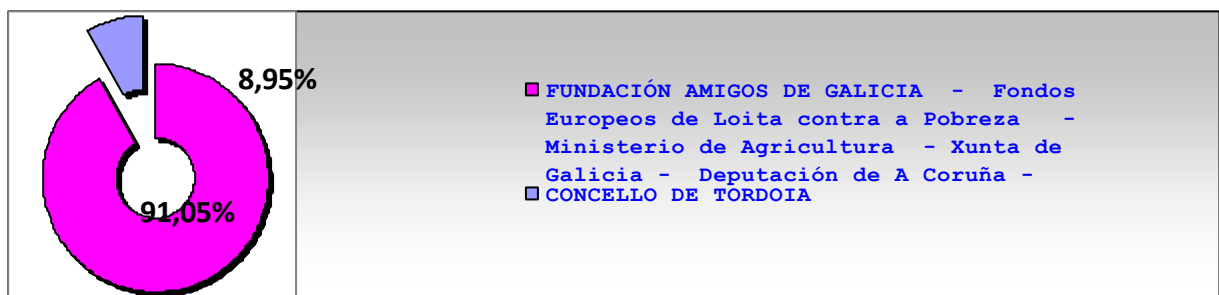 8,95%
91,05%
FUNDACIÓN AMIGOS DE GALICIA - Fondos
Europeos de Loita contra a Pobreza -
Ministerio de Agricultura - Xunta de
Galicia - Deputación de A Coruña -
CONCELLO DE TORDOIA